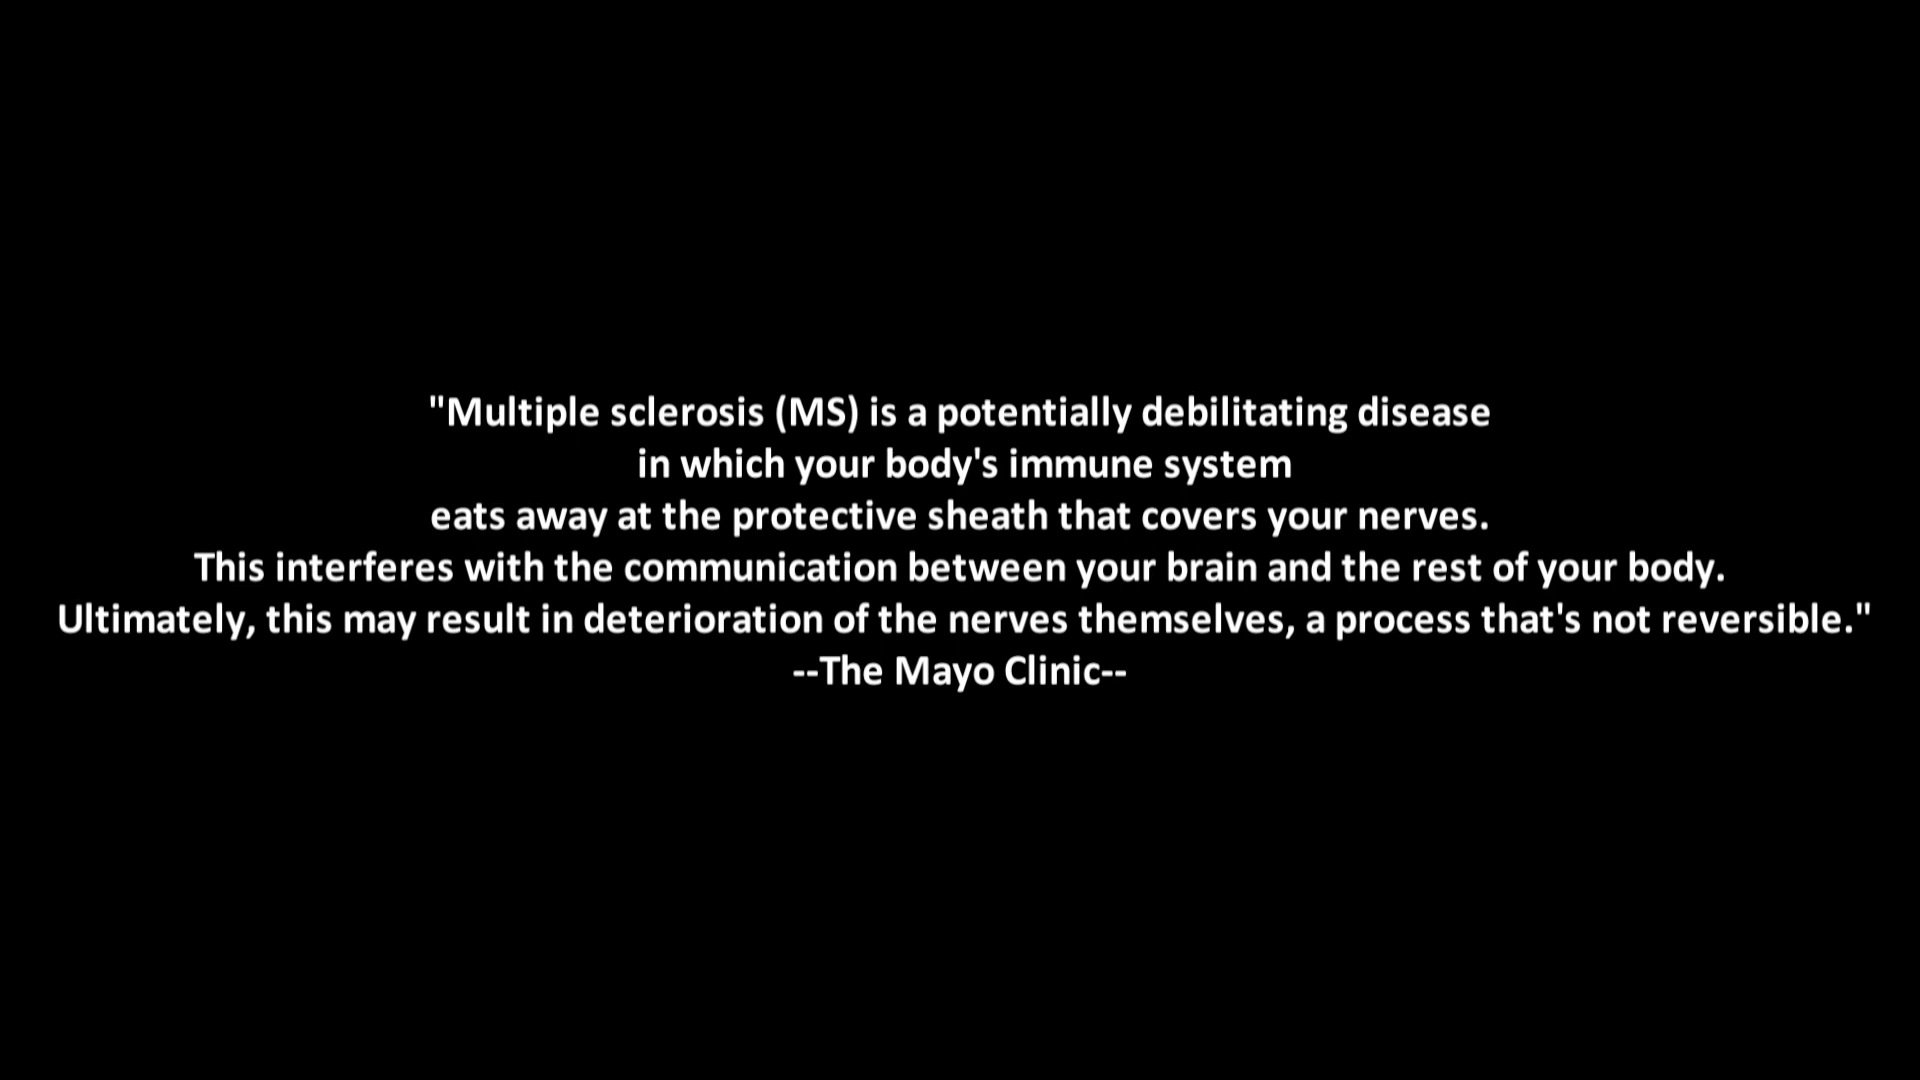 "Multiple sclerosis (MS) is a potentially debilitating disease
in which your body's immune system
eats away at the protective sheath that covers your nerves.
This interferes with the communication between your brain and the rest of your body.
Ultimately, this may result in deterioration of the nerves themselves, a process that's not reversible."
--The Mayo Clinic--